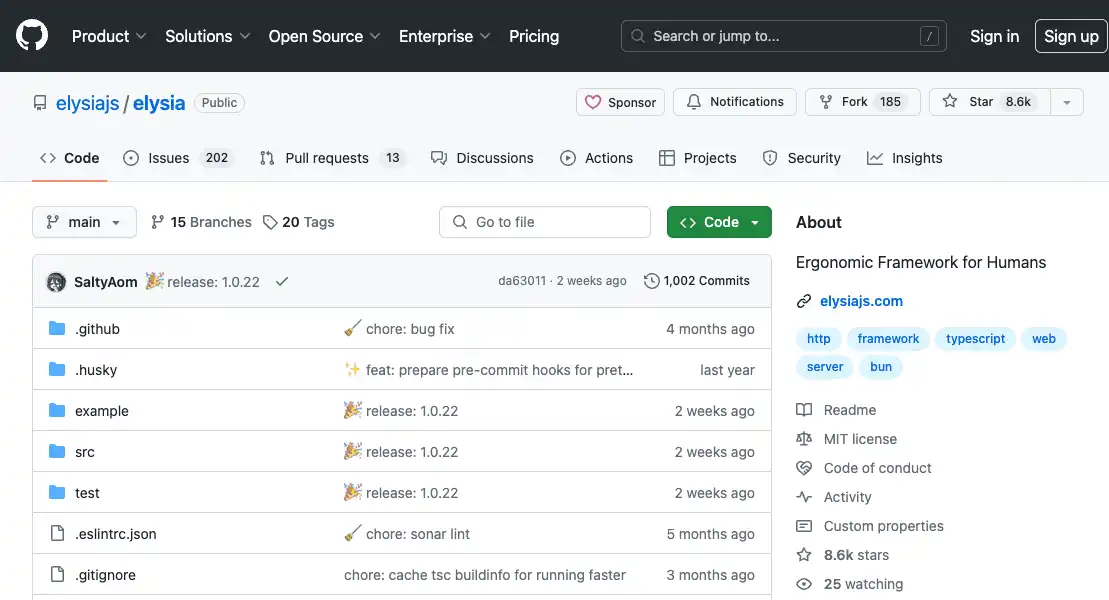 Product Solutions Open Source Enterprise Pricing Search or jump to... / Sign in Sign up
elysiajs / elysia Public Sponsor Notifications Fork 185 Star 8.6k
Code Issues 202 Pull requests 13 Discussions Actions Projects Security Insights
main 15 Branches 20 Tags Go to file Code
SaltyAom release: 1.0.22 da63011 · 2 weeks ago 1,002 Commits
.github chore: bug fix 4 months ago
.husky feat: prepare pre-commit hooks for pret... last year
example release: 1.0.22 2 weeks ago
src release: 1.0.22 2 weeks ago
test release: 1.0.22 2 weeks ago
.eslintrc.json chore: sonar lint 5 months ago
.gitignore chore: cache tsc buildinfo for running faster 3 months ago
About
Ergonomic Framework for Humans
elysiajs.com
http framework typescript web
server bun
Readme
MIT license
Code of conduct
Activity
Custom properties
8.6k stars
25 watching